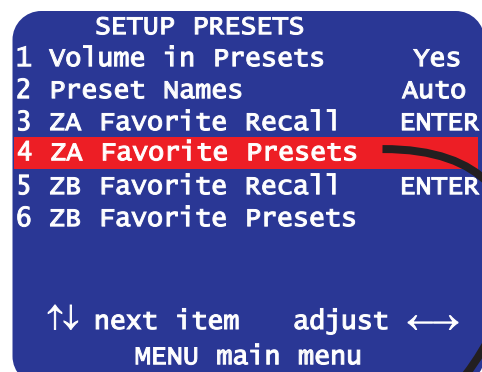 SETUP PRESETS
1 Volume in Presets Yes
2 Preset Names Auto
3 ZA Favorite Recall ENTER
4 ZA Favorite Presets
5 ZB Favorite Recall ENTER
6 ZB Favorite Presets
↑↓ next item adjust ←→
MENU main menu